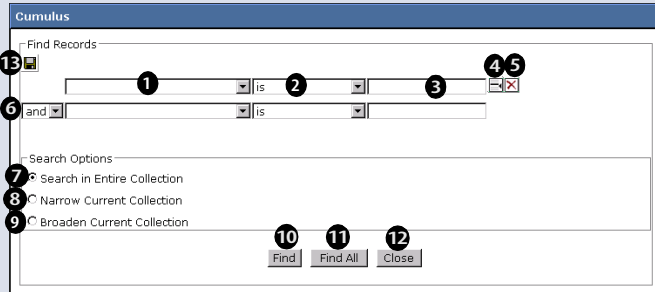 Cumulus
Find Records
13
1 is 2 3 4 5
6 and is
Search Options
7 Search in Entire Collection
8 Narrow Current Collection
9 Broaden Current Collection
10 11 12
Find Find All Close